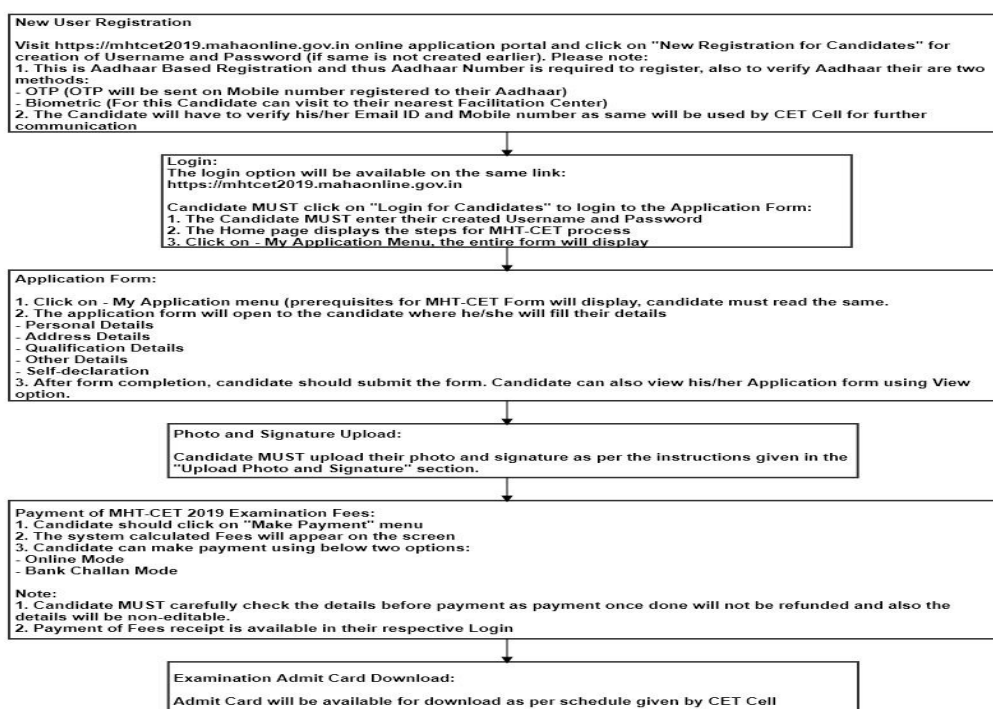 New User Registration
Visit https://mhtcet2019.mahaonline.gov.in online application portal and click on "New Registration for Candidates" for
creation of Username and Password (if same is not created earlier). Please note:
1. This is Aadhaar Based Registration and thus Aadhaar Number is required to register, also to verify Aadhaar their are two
methods:
- OTP (OTP will be sent on Mobile number registered to their Aadhaar)
- Biometric (For this Candidate can visit to their nearest Facilitation Center)
2. The Candidate will have to verify his/her Email ID and Mobile number as same will be used by CET Cell for further
communication
Login:
The login option will be available on the same link:
https://mhtcet2019.mahaonline.gov.in
Candidate MUST click on "Login for Candidates" to login to the Application Form:
1. The Candidate MUST enter their created Username and Password
2. The Home page displays the steps for MHT-CET process
3. Click on - My Application Menu, the entire form will display
Application Form:
1. Click on - My Application menu (prerequisites for MHT-CET Form will display, candidate must read the same.
2. The application form will open to the candidate where he/she will fill their details
- Personal Details
- Address Details
- Qualification Details
- Other Details
- Self-declaration
3. After form completion, candidate should submit the form. Candidate can also view his/her Application form using View
option.
Photo and Signature Upload:
Candidate MUST upload their photo and signature as per the instructions given in the
"Upload Photo and Signature" section.
Payment of MHT-CET 2019 Examination Fees:
1. Candidate should click on "Make Payment" menu
2. The system calculated Fees will appear on the screen
3. Candidate can make payment using below two options:
- Online Mode
- Bank Challan Mode
Note:
1. Candidate MUST carefully check the details before payment as payment once done will not be refunded and also the
details will be non-editable.
2. Payment of Fees receipt is available in their respective Login
Examination Admit Card Download:
Admit Card will be available for download as per schedule given by CET Cell